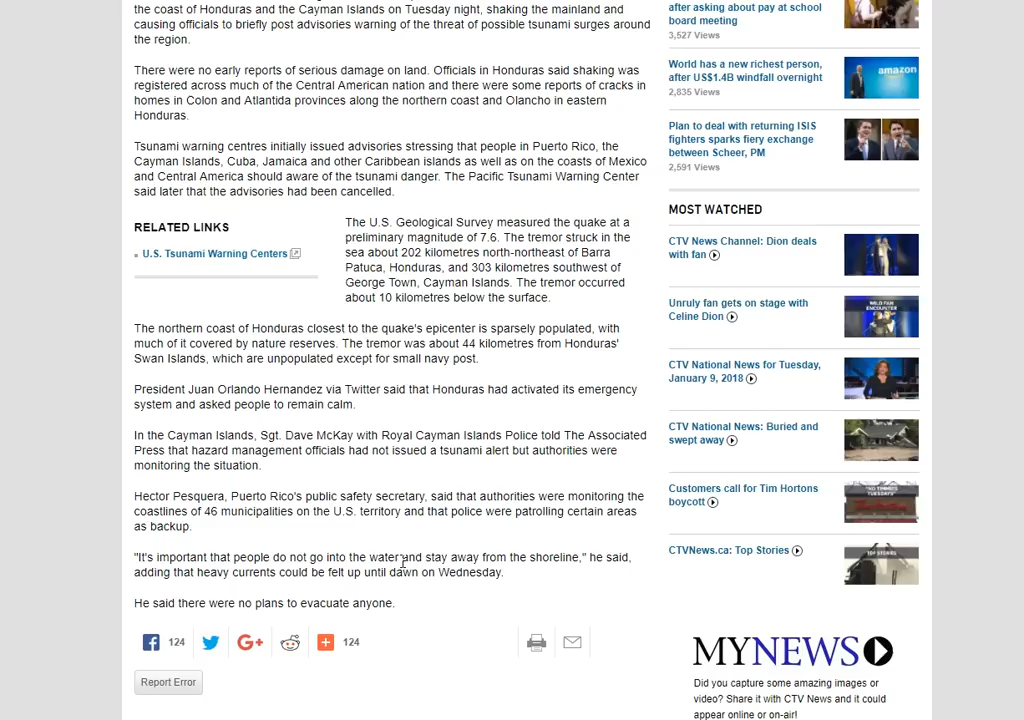 the coast of Honduras and the Cayman Islands on Tuesday night, shaking the mainland and
causing officials to briefly post advisories warning of the threat of possible tsunami surges around
the region.
There were no early reports of serious damage on land. Officials in Honduras said shaking was
registered across much of the Central American nation and there were some reports of cracks in
homes in Colon and Atlantida provinces along the northern coast and Olancho in eastern
Honduras.
Tsunami warning centres initially issued advisories stressing that people in Puerto Rico, the
Cayman Islands, Cuba, Jamaica and other Caribbean islands as well as on the coasts of Mexico
and Central America should aware of the tsunami danger. The Pacific Tsunami Warning Center
said later that the advisories had been cancelled.
RELATED LINKS
U.S. Tsunami Warning Centers
The U.S. Geological Survey measured the quake at a
preliminary magnitude of 7.6. The tremor struck in the
sea about 202 kilometres north-northeast of Barra
Patuca, Honduras, and 303 kilometres southwest of
George Town, Cayman Islands. The tremor occurred
about 10 kilometres below the surface.
The northern coast of Honduras closest to the quake's epicenter is sparsely populated, with
much of it covered by nature reserves. The tremor was about 44 kilometres from Honduras'
Swan Islands, which are unpopulated except for small navy post.
President Juan Orlando Hernandez via Twitter said that Honduras had activated its emergency
system and asked people to remain calm.
In the Cayman Islands, Sgt. Dave McKay with Royal Cayman Islands Police told The Associated
Press that hazard management officials had not issued a tsunami alert but authorities were
monitoring the situation.
Hector Pesquera, Puerto Rico's public safety secretary, said that authorities were monitoring the
coastlines of 46 municipalities on the U.S. territory and that police were patrolling certain areas
as backup.
"It's important that people do not go into the water and stay away from the shoreline," he said,
adding that heavy currents could be felt up until dawn on Wednesday.
He said there were no plans to evacuate anyone.
124
G+
124
Report Error
after asking about pay at school
board meeting
3,527 Views
World has a new richest person,
after US$1.4B windfall overnight
2,835 Views
amazon
Plan to deal with returning ISIS
fighters sparks fiery exchange
between Scheer, PM
2,591 Views
MOST WATCHED
CTV News Channel: Dion deals
with fan
Unruly fan gets on stage with
Celine Dion
WILD FAN
ENCOUNTER
CTV National News for Tuesday,
January 9, 2018
CTV National News: Buried and
swept away
Customers call for Tim Hortons
boycott
"NO TIMMIES
TUESDAYS"
CTVNews.ca: Top Stories
TOP STORIES
MYNEWS
Did you capture some amazing images or
video? Share it with CTV News and it could
appear online or on-air!